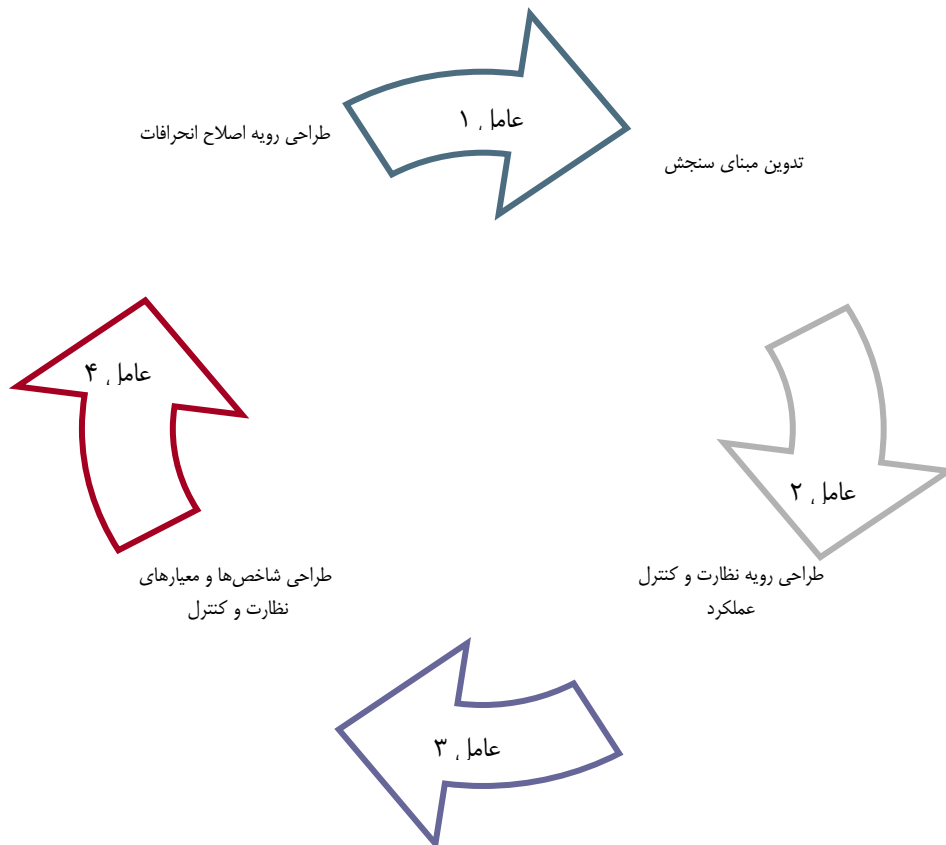 عامل ۱
طراحی رویه اصلاح انحرافات
تدوین مبنای سنجش
عامل ۴
عامل ۲
طراحی شاخص‌ها و معیارهای
نظارت و کنترل
طراحی رویه نظارت و کنترل
عملکرد
عامل ۳